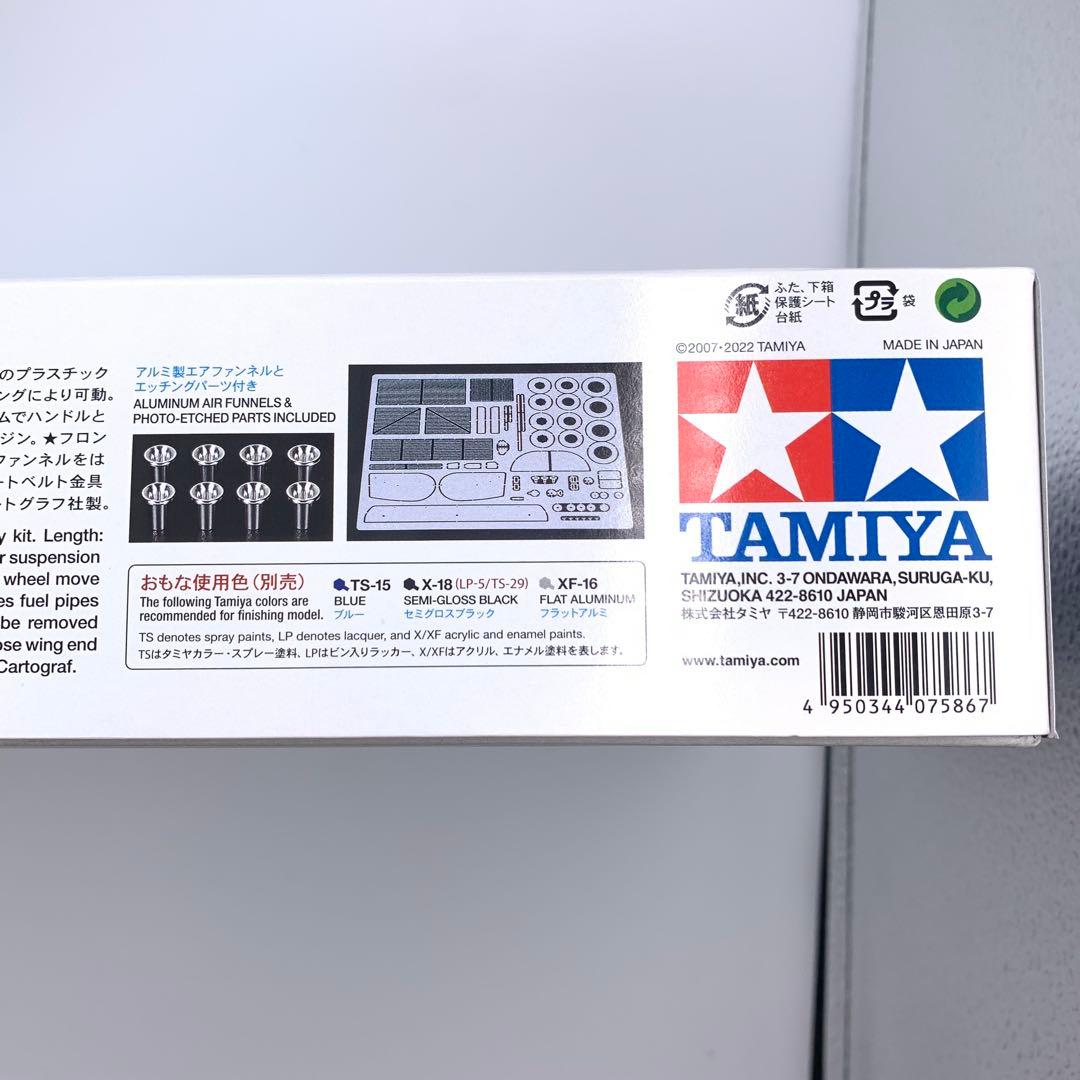 のプラスチック
ングにより可動。
ムでハンドルと
ジン。★フロン
ファンネルをは
ートベルト金具
ートグラフ社製。
y kit. Length:
r suspension
wheel move
es fuel pipes
be removed
ose wing end
Cartograf.
アルミ製エアファンネルと
エッチングパーツ付き
ALUMINUM AIR FUNNELS &
PHOTO-ETCHED PARTS INCLUDED
おもな使用色(別売)
The following Tamiya colors are
recommended for finishing model.
TS-15
BLUE
ブルー
X-18 (LP-5/TS-29)
SEMI-GLOSS BLACK
セミグロスブラック
XF-16
FLAT ALUMINUM
フラットアルミ
TS denotes spray paints, LP denotes lacquer, and X/XF acrylic and enamel paints.
TSはタミヤカラー・スプレー塗料、LPはビン入りラッカー、X/XFはアクリル、エナメル塗料を表します。
紙
ふた、下箱
保護シート
台紙
プラ
袋
©2007・2022 TAMIYA
MADE IN JAPAN
TAMIYA
TAMIYA,INC. 3-7 ONDAWARA, SURUGA-KU,
SHIZUOKA 422-8610 JAPAN
株式会社タミヤ 〒422-8610 静岡市駿河区恩田原3-7
www.tamiya.com
4 950344 075867